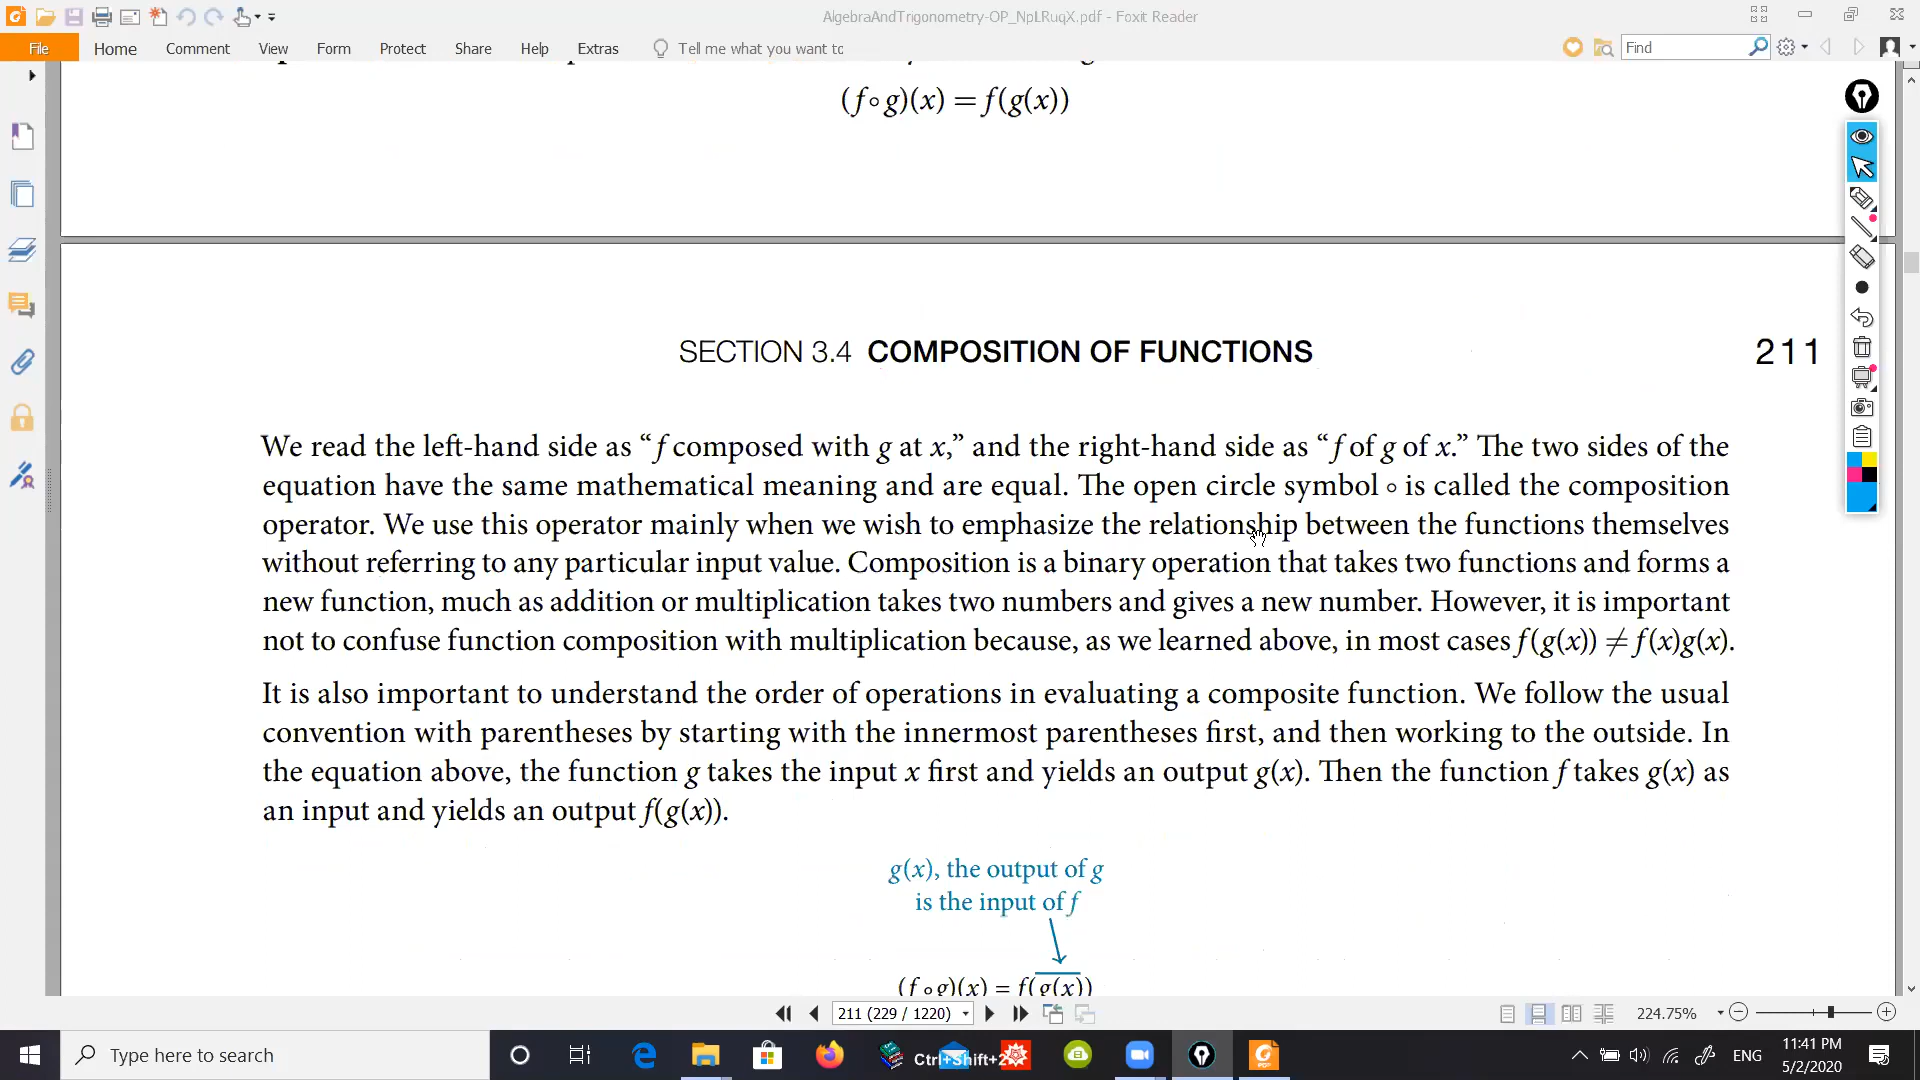 AlgebraAndTrigonometry-OP_NpLRuqX.pdf - Foxit Reader
File Home Comment View Form Protect Share Help Extras Tell me what you want to Find
(f∘g)(x) = f(g(x))
SECTION 3.4 COMPOSITION OF FUNCTIONS 211
We read the left-hand side as “f composed with g at x,” and the right-hand side as “f of g of x.” The two sides of the
equation have the same mathematical meaning and are equal. The open circle symbol ∘ is called the composition
operator. We use this operator mainly when we wish to emphasize the relationship between the functions themselves
without referring to any particular input value. Composition is a binary operation that takes two functions and forms a
new function, much as addition or multiplication takes two numbers and gives a new number. However, it is important
not to confuse function composition with multiplication because, as we learned above, in most cases f(g(x)) ≠ f(x)g(x).
It is also important to understand the order of operations in evaluating a composite function. We follow the usual
convention with parentheses by starting with the innermost parentheses first, and then working to the outside. In
the equation above, the function g takes the input x first and yields an output g(x). Then the function f takes g(x) as
an input and yields an output f(g(x)).
g(x), the output of g
is the input of f
(f∘g)(x) = f(g(x))
211 (229 / 1220) 224.75%
Type here to search Ctrl+Shift+2 ENG 11:41 PM
5/2/2020